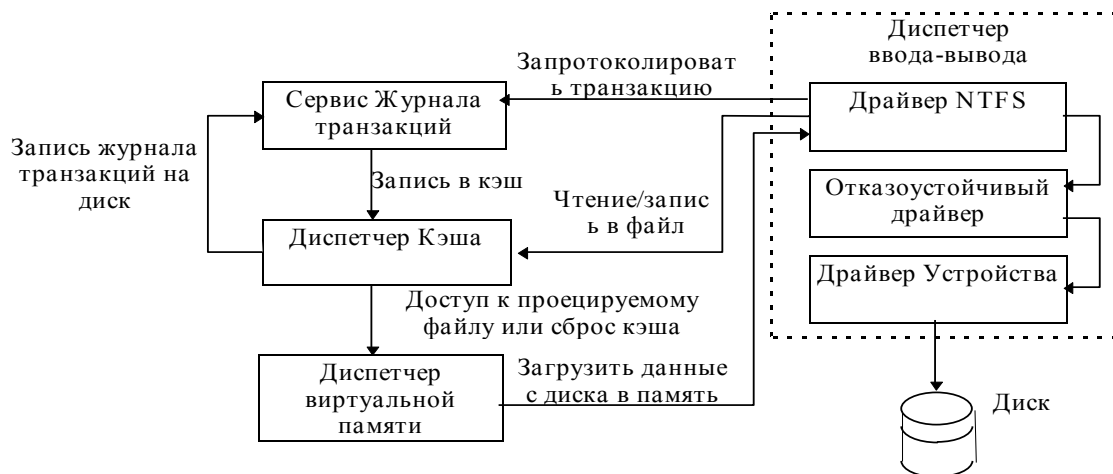 Диспетчер
ввода-вывода
Запротоколироват
ь транзакцию
Сервис Журнала
транзакций
Драйвер NTFS
Запись журнала
транзакций на
диск
Запись в кэш
Чтение/запис
ь в файл
Отказоустойчивый
драйвер
Диспетчер Кэша
Драйвер Устройства
Доступ к проецируемому
файлу или сброс кэша
Диспетчер
виртуальной
памяти
Загрузить данные
с диска в память
Диск